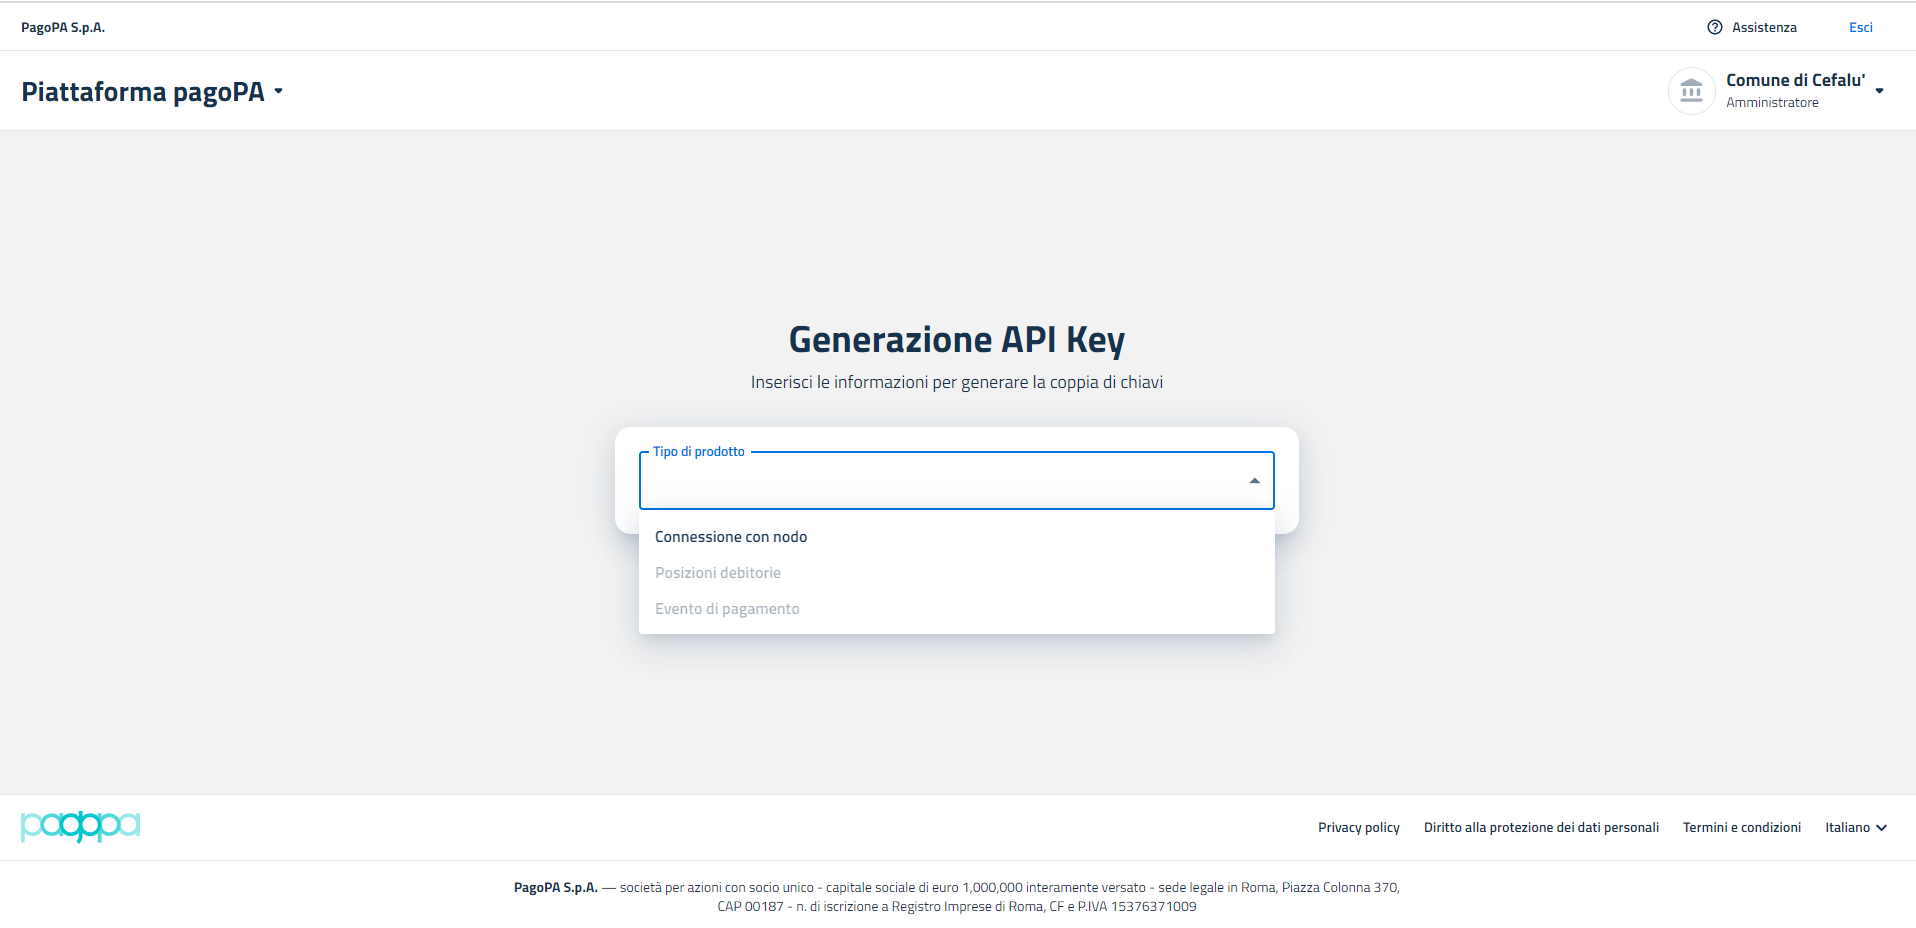 PagoPA S.p.A.
Assistenza
Esci
Piattaforma pagoPA
Comune di Cefalu'
Amministratore
Generazione API Key
Inserisci le informazioni per generare la coppia di chiavi
Tipo di prodotto
Connessione con nodo
Posizioni debitorie
Evento di pagamento
pagopa
Privacy policy
Diritto alla protezione dei dati personali
Termini e condizioni
Italiano
PagoPA S.p.A. — società per azioni con socio unico - capitale sociale di euro 1,000,000 interamente versato - sede legale in Roma, Piazza Colonna 370,
CAP 00187 - n. di iscrizione a Registro Imprese di Roma, CF e P.IVA 15376371009